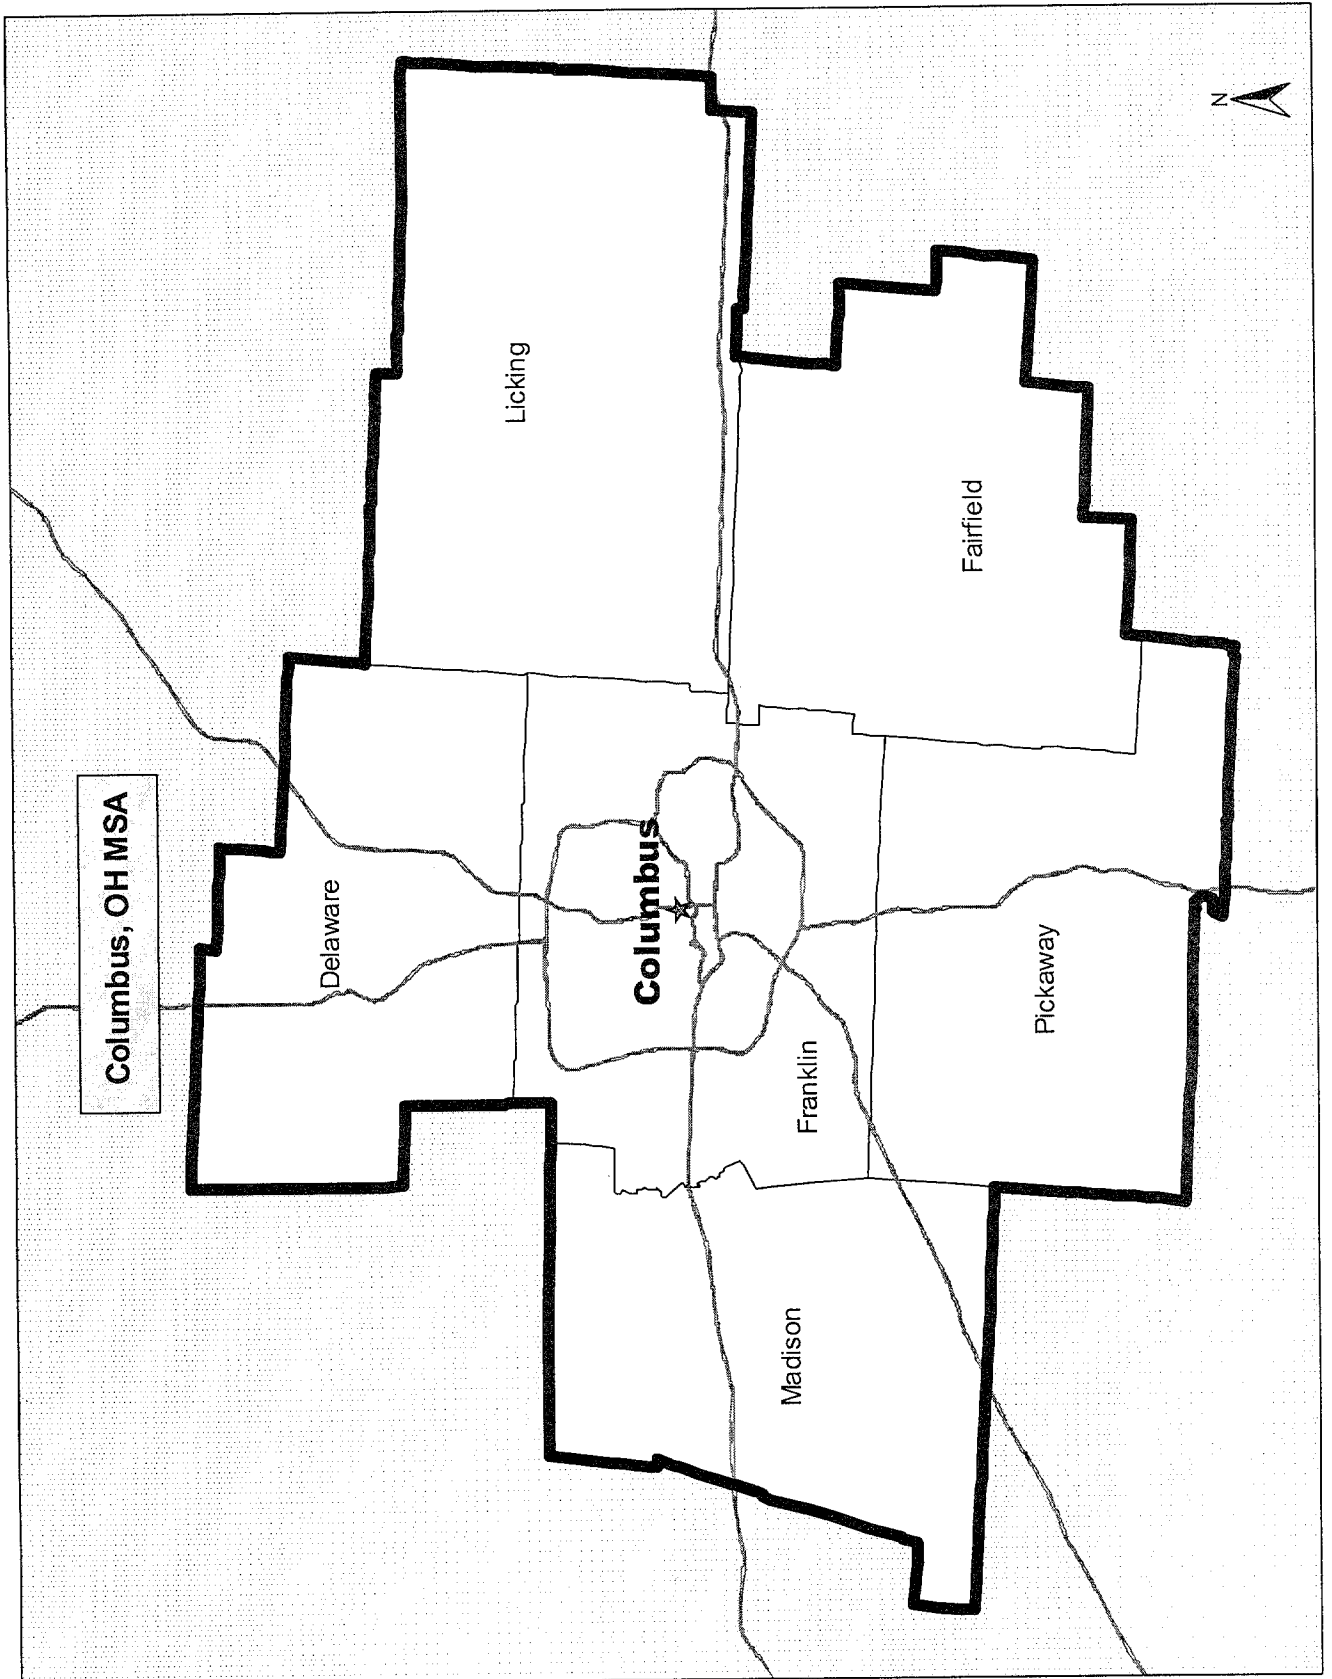 Columbus, OH MSA
N
Delaware
Licking
Columbus
Franklin
Madison
Fairfield
Pickaway